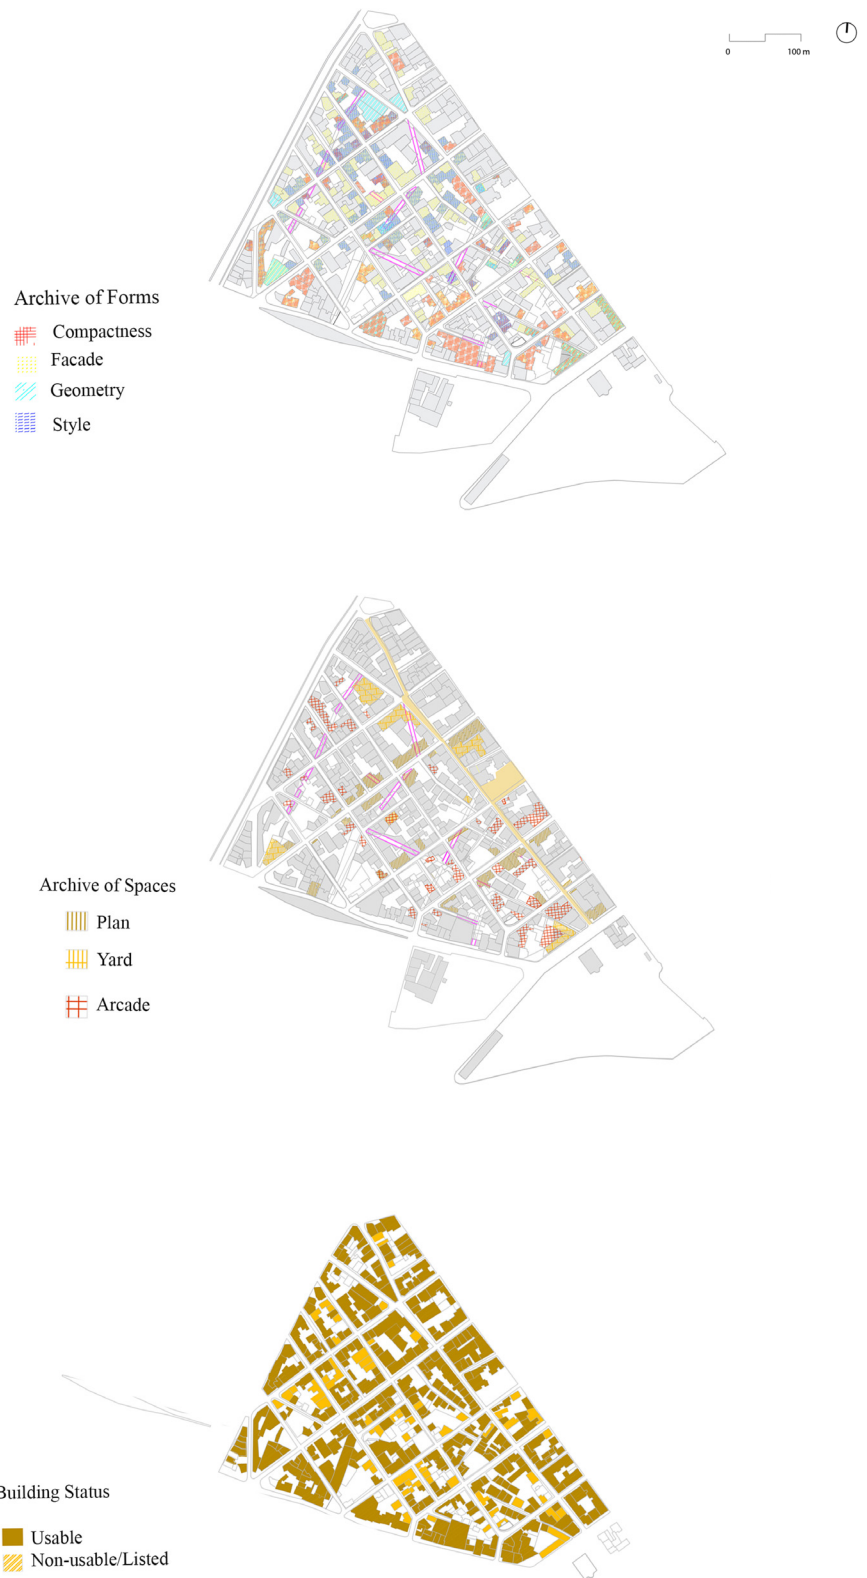 0 100 m
Archive of Forms
Compactness
Facade
Geometry
Style
Archive of Spaces
Plan
Yard
Arcade
Building Status
Usable
Non-usable/Listed